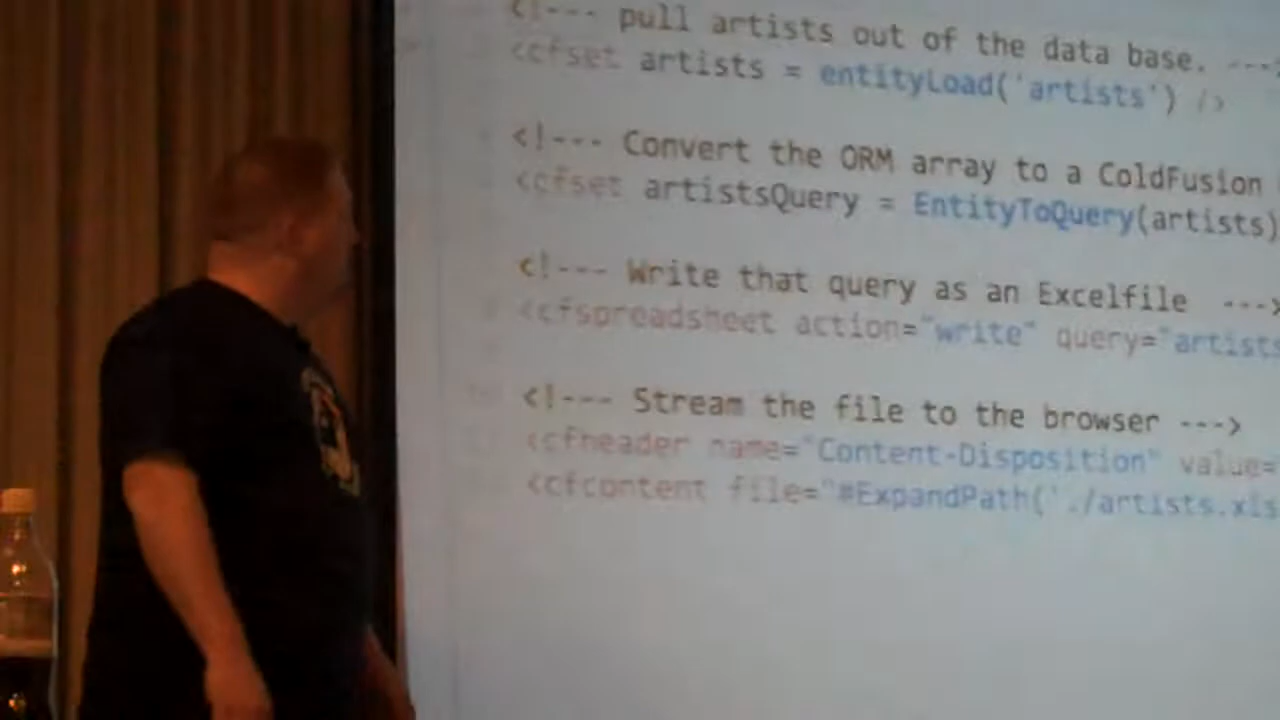 <!--- pull artists out of the data base. --->
<cfset artists = entityLoad('artists') />
<!--- Convert the ORM array to a ColdFusion
<cfset artistsQuery = EntityToQuery(artists)
<!--- Write that query as an Excelfile --->
<cfspreadsheet action="write" query="artists
<!--- Stream the file to the browser --->
<cfheader name="Content-Disposition" value=
<cfcontent file="#ExpandPath('./artists.xls